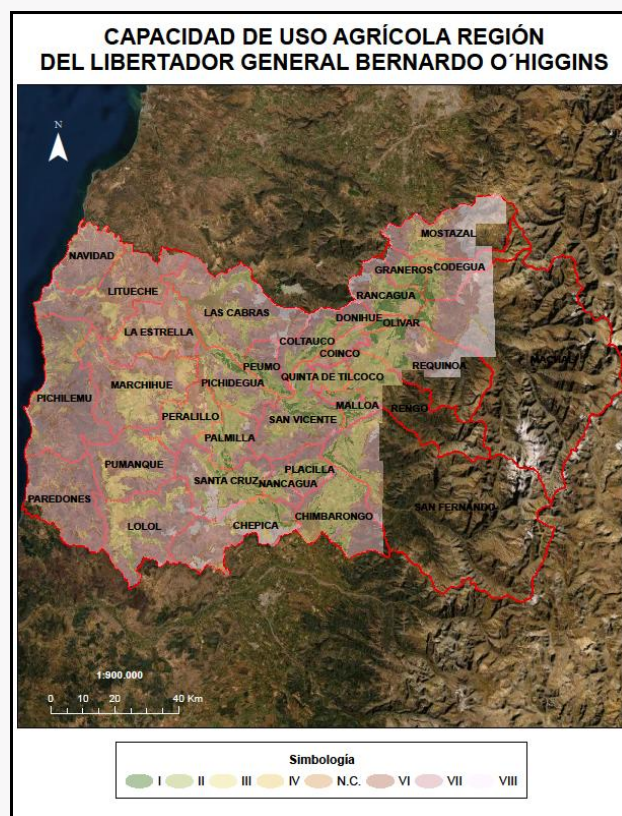 CAPACIDAD DE USO AGRÍCOLA REGIÓN
DEL LIBERTADOR GENERAL BERNARDO O´HIGGINS
N
MOSTAZAL
NAVIDAD
GRANEROS
CODEGUA
LITUECHE
RANCAGUA
LAS CABRAS
DONIHUE
OLIVAR
LA ESTRELLA
COLTAUCO
COINCO
MACHALI
PEUMO
REQUINOA
MARCHIHUE
PICHIDEGUA
QUINTA DE TILCOCO
PICHILEMU
MALLOA
RENGO
PERALILLO
SAN VICENTE
PALMILLA
PUMANQUE
PLACILLA
SANTA CRUZ
NANCAGUA
PAREDONES
SAN FERNANDO
CHIMBARONGO
LOLOL
CHEPICA
1:900.000
0 10 20 40 Km
Simbología
I II III IV N.C. VI VII VIII